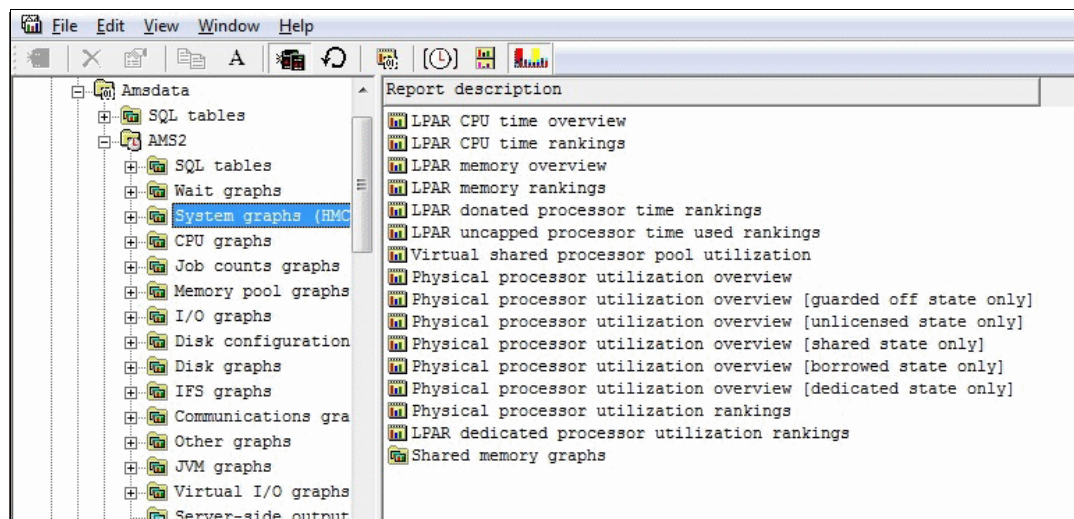 File Edit View Window Help
A
Amsdata
SQL tables
AMS2
SQL tables
Wait graphs
System graphs (HMC
CPU graphs
Job counts graphs
Memory pool graphs
I/O graphs
Disk configuration
Disk graphs
IFS graphs
Communications gra
Other graphs
JVM graphs
Virtual I/O graphs
Server-side output
Report description
LPAR CPU time overview
LPAR CPU time rankings
LPAR memory overview
LPAR memory rankings
LPAR donated processor time rankings
LPAR uncapped processor time used rankings
Virtual shared processor pool utilization
Physical processor utilization overview
Physical processor utilization overview [guarded off state only]
Physical processor utilization overview [unlicensed state only]
Physical processor utilization overview [shared state only]
Physical processor utilization overview [borrowed state only]
Physical processor utilization overview [dedicated state only]
Physical processor utilization rankings
LPAR dedicated processor utilization rankings
Shared memory graphs